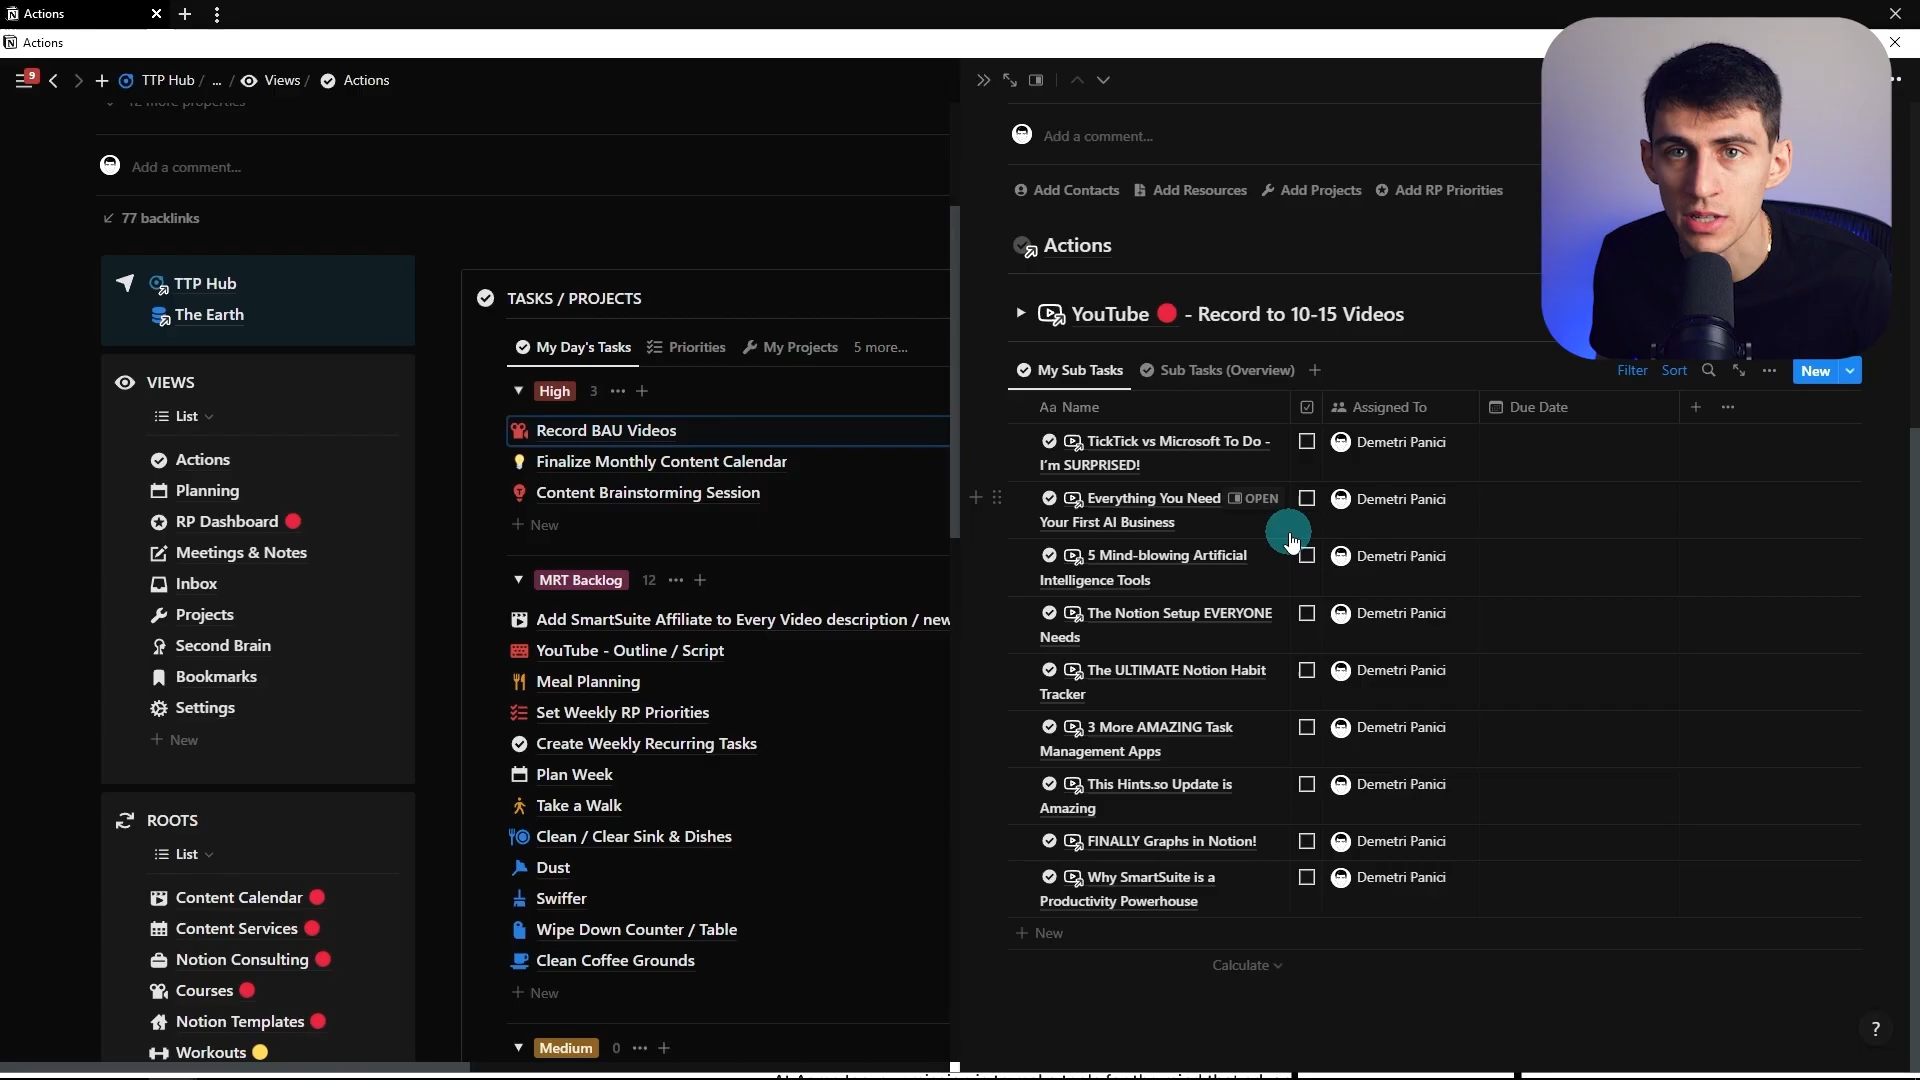 Actions
Actions
9
TTP Hub / ... / Views / Actions
12 more properties
Add a comment...
77 backlinks
TTP Hub
The Earth
VIEWS
List
Actions
Planning
RP Dashboard
Meetings & Notes
Inbox
Projects
Second Brain
Bookmarks
Settings
New
ROOTS
List
Content Calendar
Content Services
Notion Consulting
Courses
Notion Templates
Workouts
TASKS / PROJECTS
My Day's Tasks
Priorities
My Projects
5 more...
High 3
Record BAU Videos
Finalize Monthly Content Calendar
Content Brainstorming Session
New
MRT Backlog 12
Add SmartSuite Affiliate to Every Video description / new
YouTube - Outline / Script
Meal Planning
Set Weekly RP Priorities
Create Weekly Recurring Tasks
Plan Week
Take a Walk
Clean / Clear Sink & Dishes
Dust
Swiffer
Wipe Down Counter / Table
Clean Coffee Grounds
New
Medium 0
Add a comment...
Add Contacts Add Resources Add Projects Add RP Priorities
Actions
YouTube - Record to 10-15 Videos
My Sub Tasks Sub Tasks (Overview)
Filter Sort New
Aa Name Assigned To Due Date
TickTick vs Microsoft To Do -
I'm SURPRISED!
Demetri Panici
Everything You Need OPEN
Your First AI Business
Demetri Panici
5 Mind-blowing Artificial
Intelligence Tools
Demetri Panici
The Notion Setup EVERYONE
Needs
Demetri Panici
The ULTIMATE Notion Habit
Tracker
Demetri Panici
3 More AMAZING Task
Management Apps
Demetri Panici
This Hints.so Update is
Amazing
Demetri Panici
FINALLY Graphs in Notion!
Demetri Panici
Why SmartSuite is a
Productivity Powerhouse
Demetri Panici
New
Calculate
?